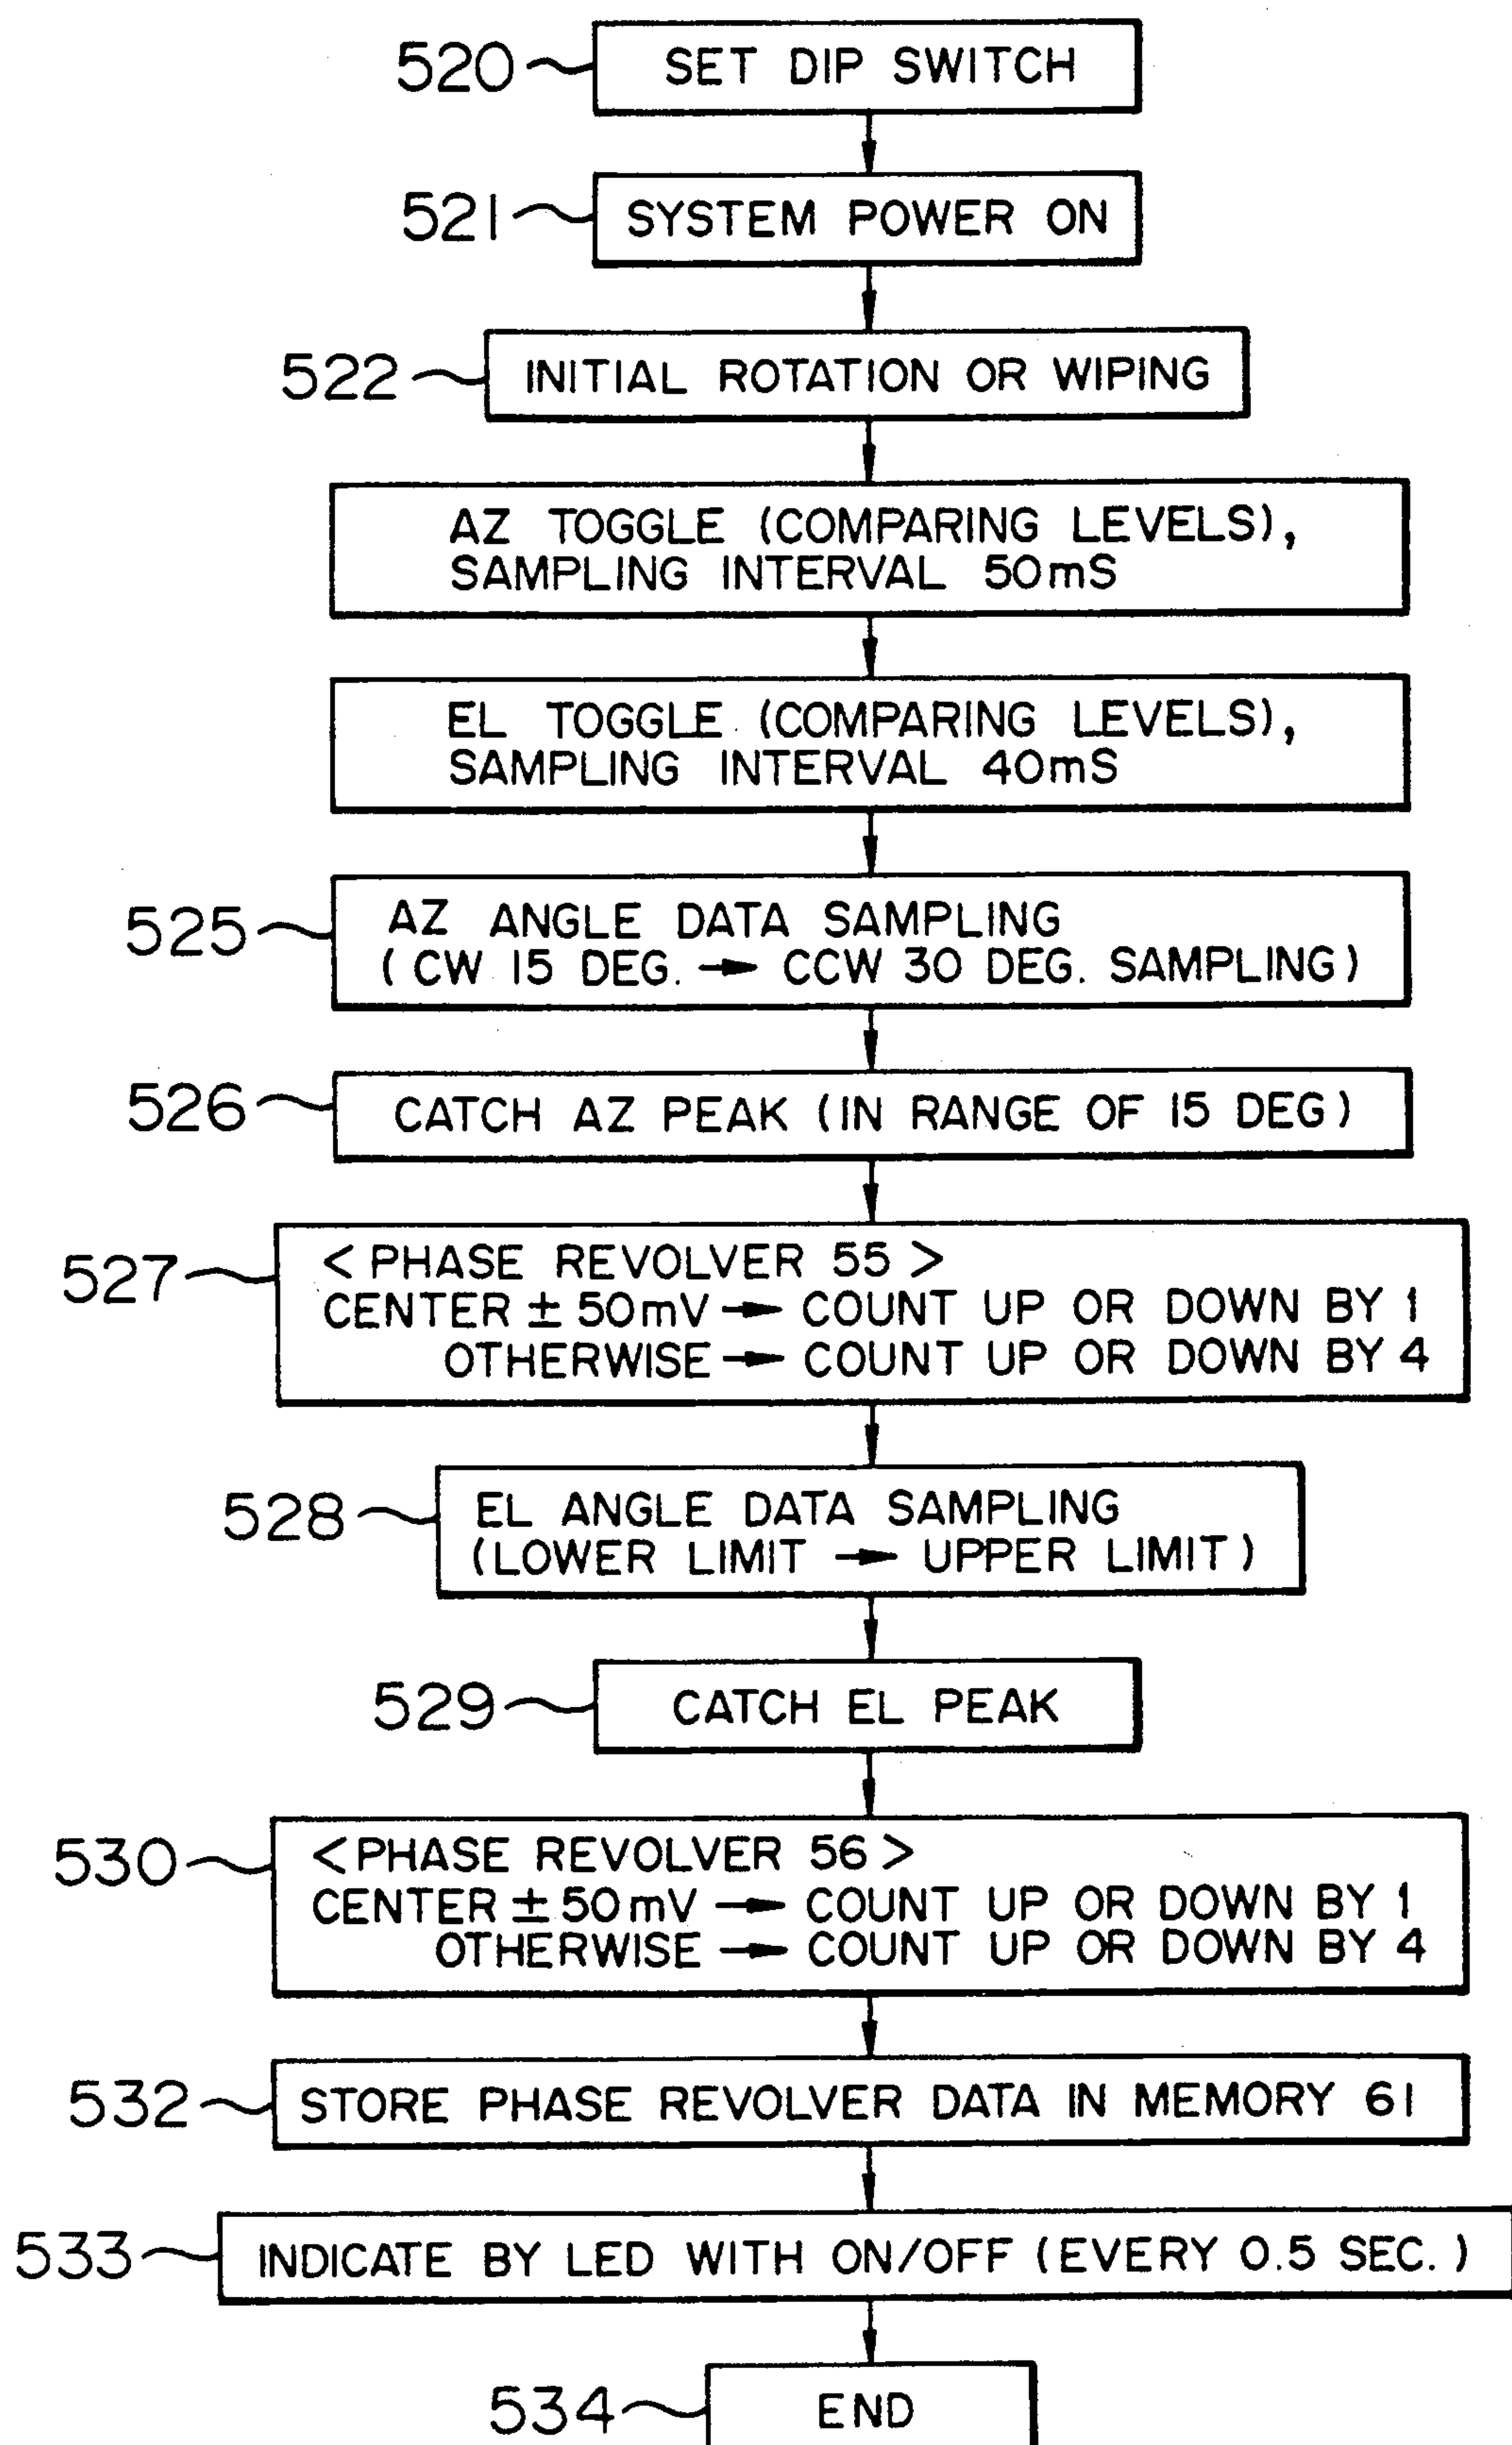 520 SET DIP SWITCH
521 SYSTEM POWER ON
522 INITIAL ROTATION OR WIPING
AZ TOGGLE (COMPARING LEVELS),
SAMPLING INTERVAL 50mS
EL TOGGLE (COMPARING LEVELS),
SAMPLING INTERVAL 40mS
525 AZ ANGLE DATA SAMPLING
(CW 15 DEG. → CCW 30 DEG. SAMPLING)
526 CATCH AZ PEAK (IN RANGE OF 15 DEG)
527 <PHASE REVOLVER 55>
CENTER ± 50mV → COUNT UP OR DOWN BY 1
OTHERWISE → COUNT UP OR DOWN BY 4
528 EL ANGLE DATA SAMPLING
(LOWER LIMIT → UPPER LIMIT)
529 CATCH EL PEAK
530 <PHASE REVOLVER 56>
CENTER ± 50mV → COUNT UP OR DOWN BY 1
OTHERWISE → COUNT UP OR DOWN BY 4
532 STORE PHASE REVOLVER DATA IN MEMORY 61
533 INDICATE BY LED WITH ON/OFF (EVERY 0.5 SEC.)
534 END